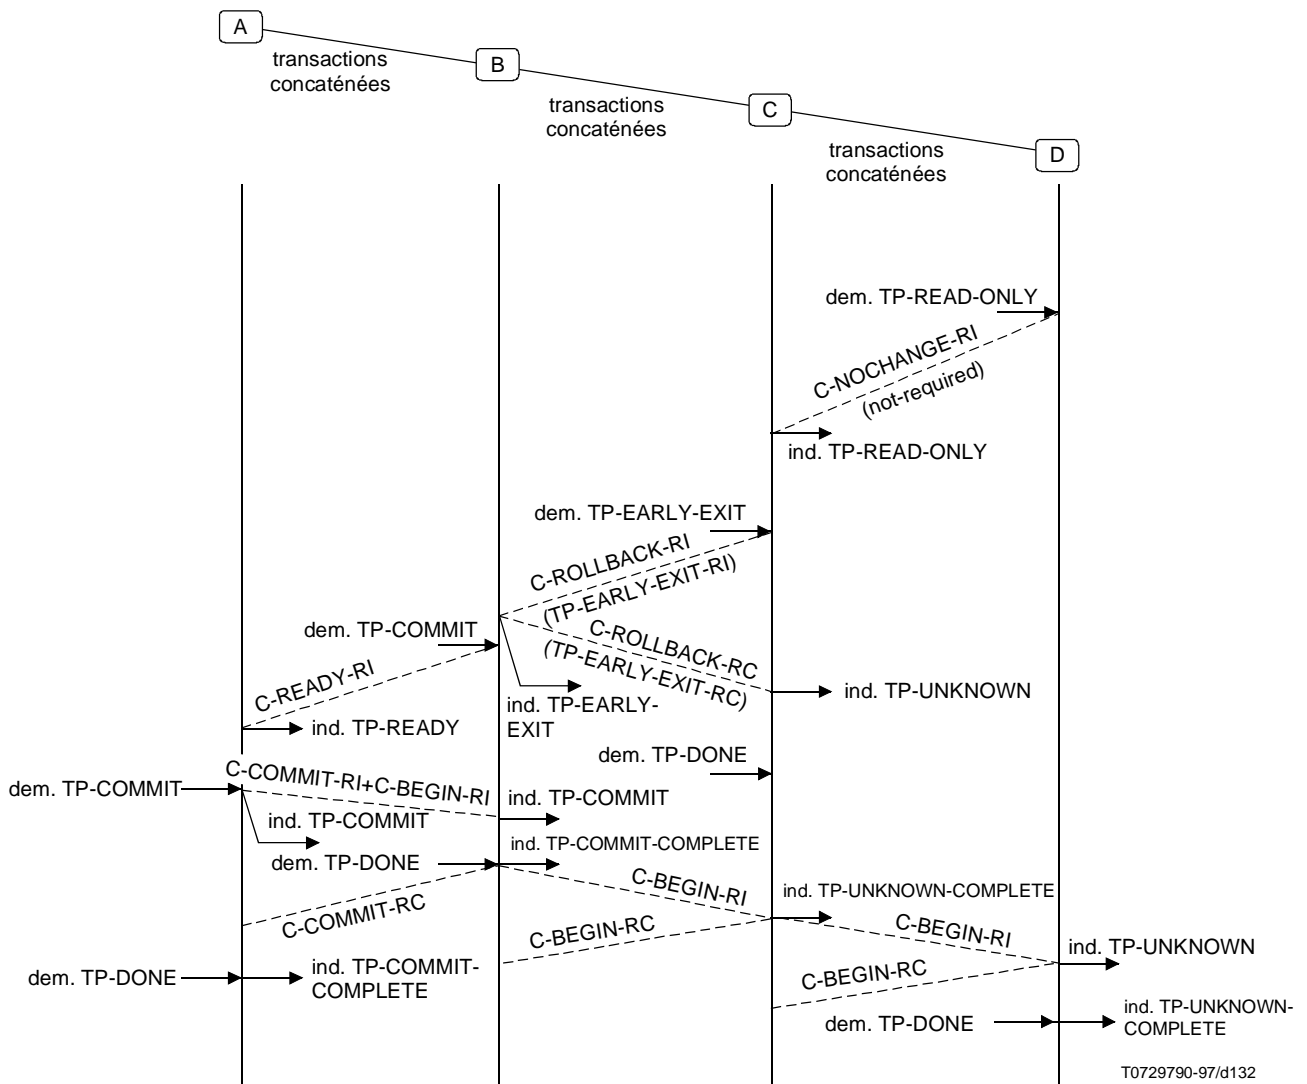 A
transactions
concaténées
B
transactions
concaténées
C
transactions
concaténées
D
dem. TP-READ-ONLY
C-NOCHANGE-RI
(not-required)
ind. TP-READ-ONLY
dem. TP-EARLY-EXIT
C-ROLLBACK-RI
(TP-EARLY-EXIT-RI)
dem. TP-COMMIT
C-ROLLBACK-RC
(TP-EARLY-EXIT-RC)
C-READY-RI
ind. TP-UNKNOWN
ind. TP-EARLY-
EXIT
ind. TP-READY
dem. TP-DONE
C-COMMIT-RI+C-BEGIN-RI
dem. TP-COMMIT
ind. TP-COMMIT
ind. TP-COMMIT
ind. TP-COMMIT-COMPLETE
dem. TP-DONE
C-BEGIN-RI
ind. TP-UNKNOWN-COMPLETE
C-COMMIT-RC
C-BEGIN-RC
C-BEGIN-RI
ind. TP-UNKNOWN
dem. TP-DONE
ind. TP-COMMIT-
COMPLETE
C-BEGIN-RC
dem. TP-DONE
ind. TP-UNKNOWN-
COMPLETE
T0729790-97/d132